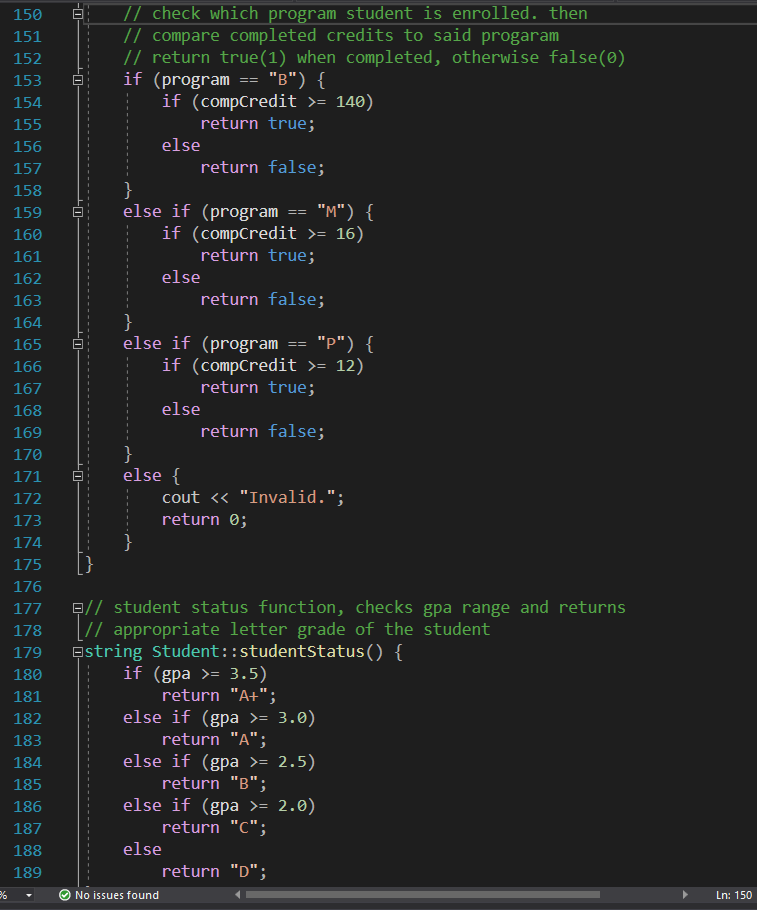 150 // check which program student is enrolled. then
151 // compare completed credits to said progaram
152 // return true(1) when completed, otherwise false(0)
153 if (program == "B") {
154 if (compCredit >= 140)
155 return true;
156 else
157 return false;
158 }
159 else if (program == "M") {
160 if (compCredit >= 16)
161 return true;
162 else
163 return false;
164 }
165 else if (program == "P") {
166 if (compCredit >= 12)
167 return true;
168 else
169 return false;
170 }
171 else {
172 cout << "Invalid.";
173 return 0;
174 }
175 }
176
177 // student status function, checks gpa range and returns
178 // appropriate letter grade of the student
179 string Student::studentStatus() {
180 if (gpa >= 3.5)
181 return "A+";
182 else if (gpa >= 3.0)
183 return "A";
184 else if (gpa >= 2.5)
185 return "B";
186 else if (gpa >= 2.0)
187 return "C";
188 else
189 return "D";
% No issues found Ln: 150